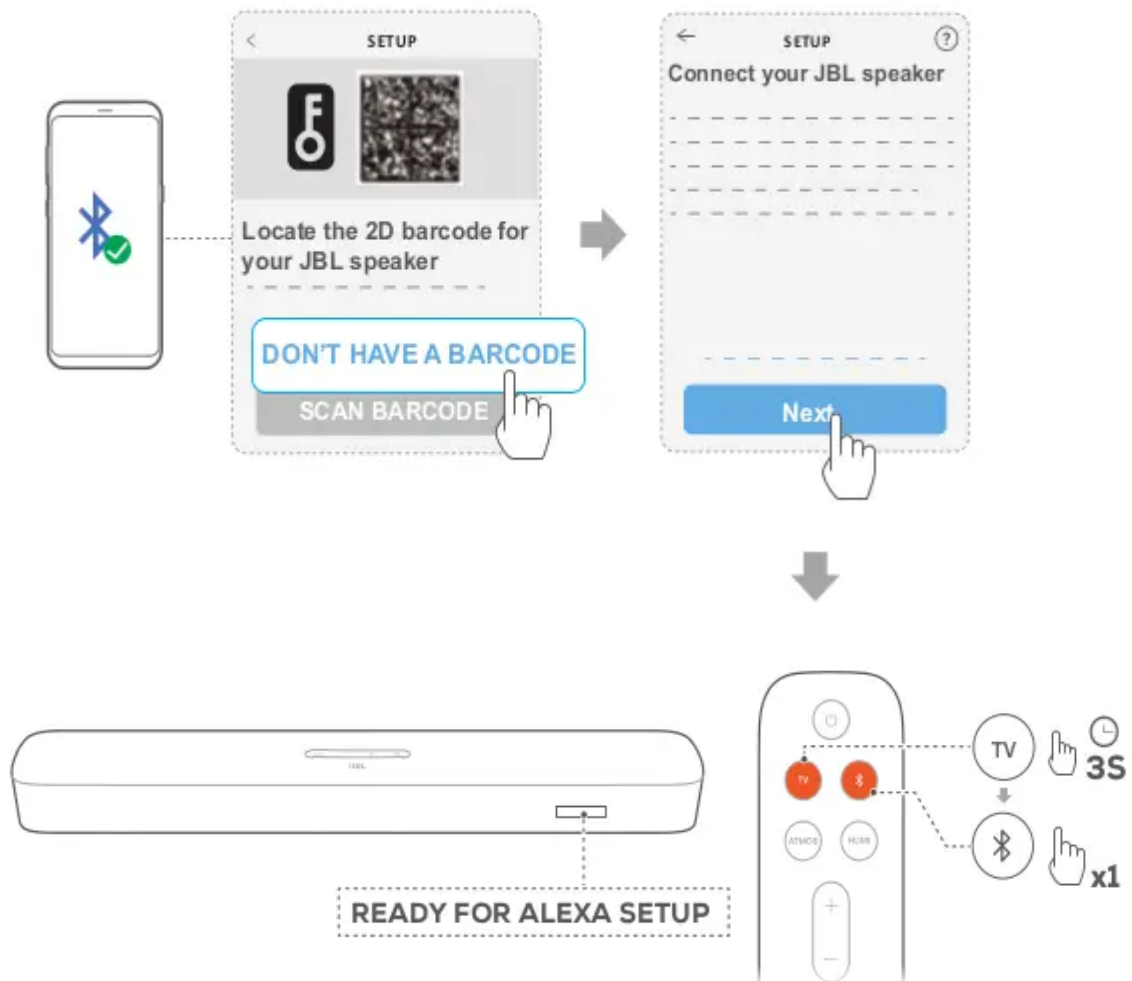 SETUP
Locate the 2D barcode for
your JBL speaker
DON'T HAVE A BARCODE
SCAN BARCODE
SETUP
?
Connect your JBL speaker
Next
JBL
READY FOR ALEXA SETUP
TV
ATMOS
HDMI
+
−
TV
3S
x1